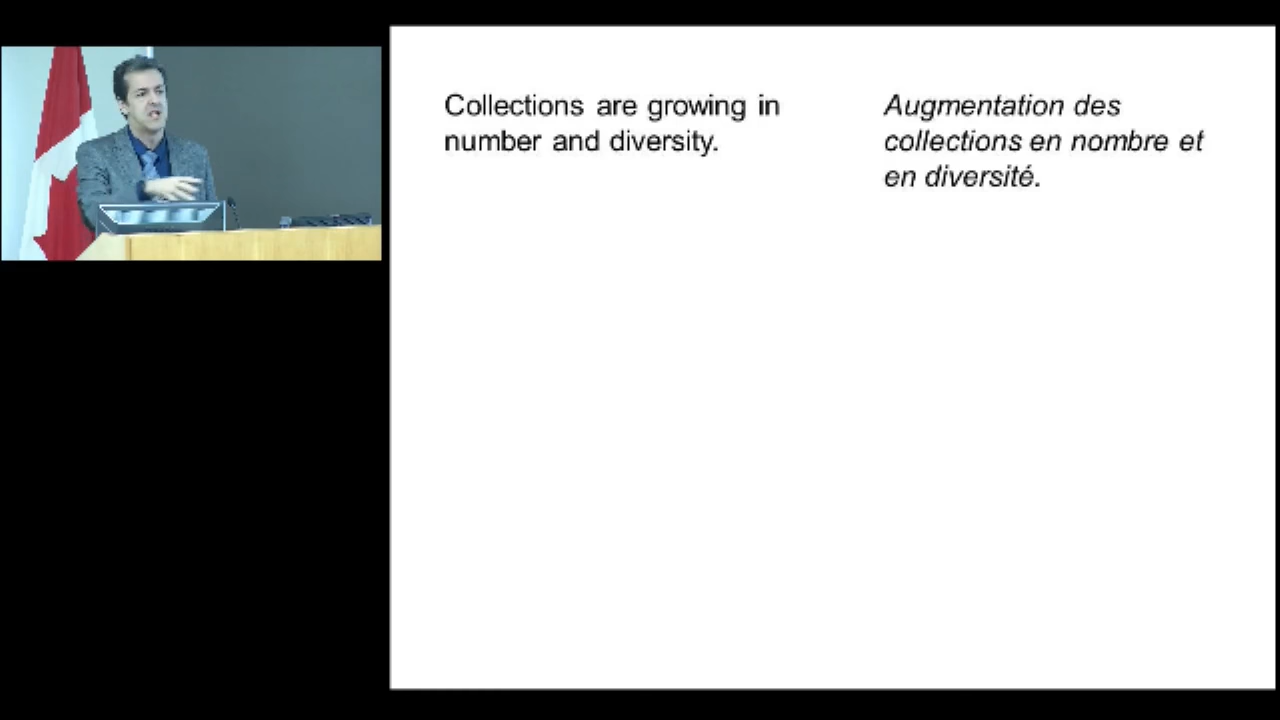 Collections are growing in
number and diversity.
Augmentation des
collections en nombre et
en diversité.